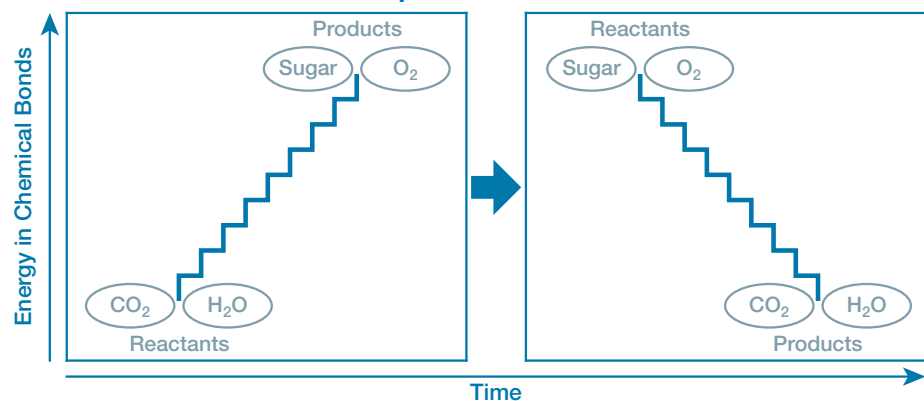 Energy in Chemical Bonds
Products
Sugar
O₂
CO₂
H₂O
Reactants
Reactants
Sugar
O₂
CO₂
H₂O
Products
Time